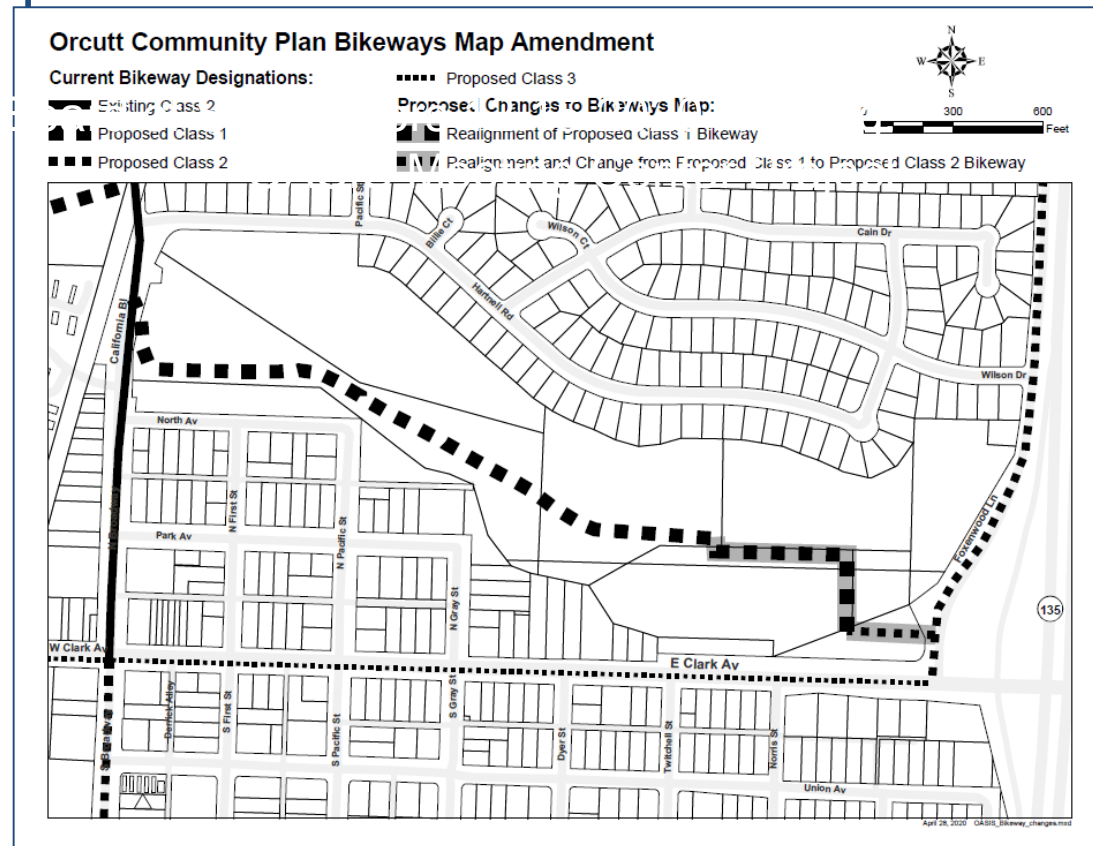 Orcutt Community Plan Bikeways Map Amendment
N
W E
S
Current Bikeway Designations:
Existing Class 2
Proposed Class 1
Proposed Class 2
Proposed Class 3
Proposed Changes to Bikeways Map:
Realignment of Proposed Class 1 Bikeway
Realignment and Change from Proposed Class 1 to Proposed Class 2 Bikeway
0 300 600
Feet
Pacific St
Billie Ct
Wilson Ct
Cain Dr
Hartnell Rd
California Bl
Wilson Dr
North Av
N First St
N Broadway
Park Av
N Pacific St
N Gray St
Foxenwood Ln
135
W Clark Av
E Clark Av
S Broadway
Derrick Alley
S First St
S Pacific St
S Gray St
Dyer St
Twitchell St
Norris St
Union Av
April 28, 2020 OASIS_Bikeway_changes.mxd